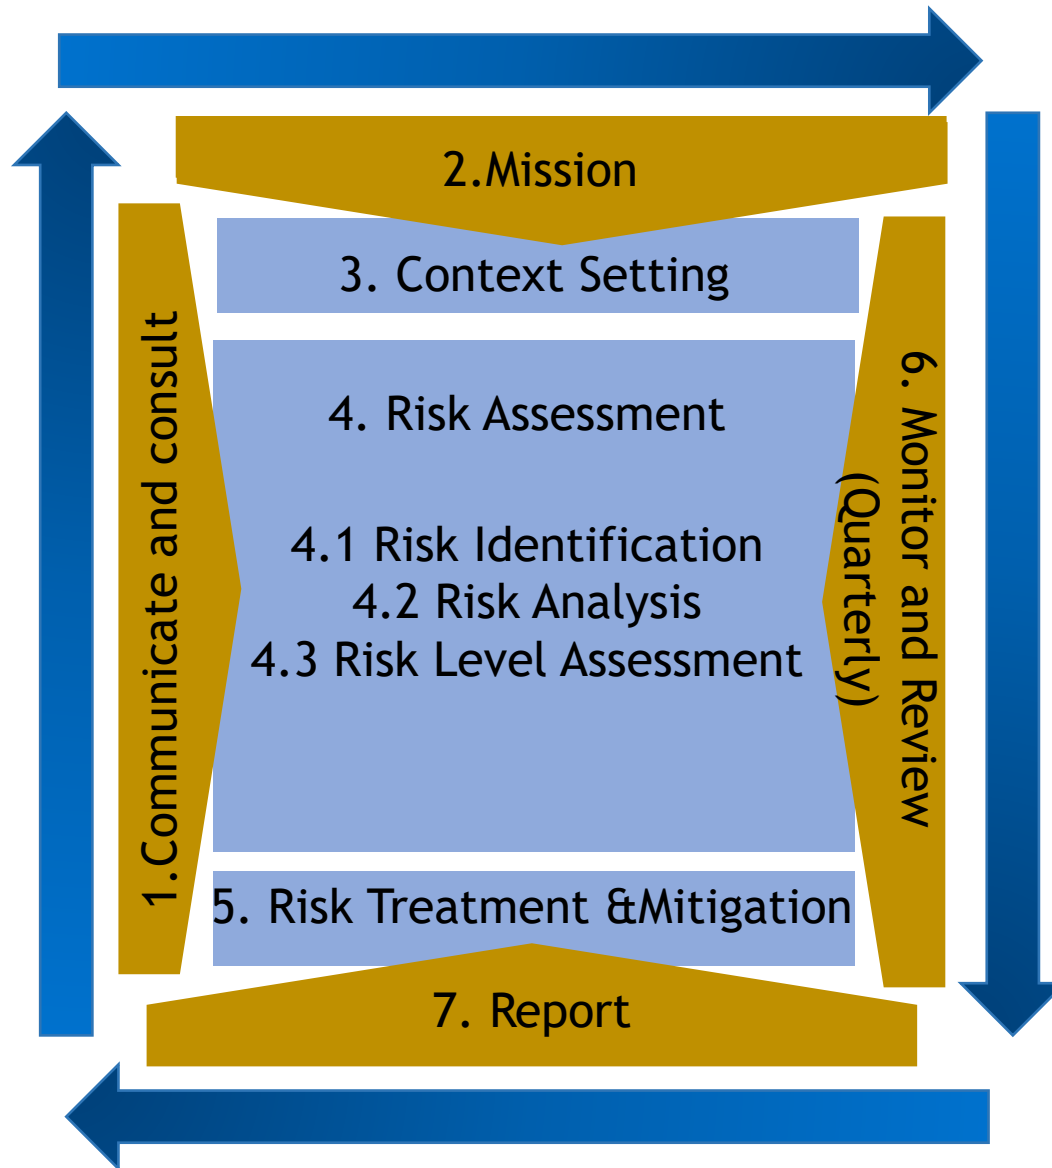 2.Mission
3. Context Setting
4. Risk Assessment
4.1 Risk Identification
4.2 Risk Analysis
4.3 Risk Level Assessment
5. Risk Treatment &Mitigation
7. Report
1.Communicate and consult
6. Monitor and Review
(Quarterly)